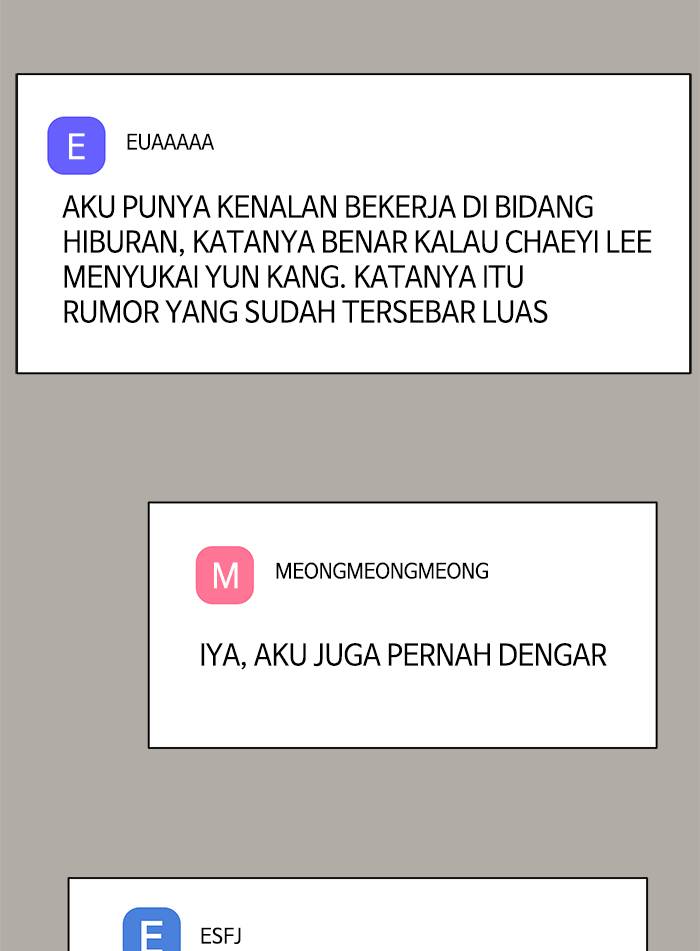 E EUAAAAA
AKU PUNYA KENALAN BEKERJA DI BIDANG
HIBURAN, KATANYA BENAR KALAU CHAEYI LEE
MENYUKAI YUN KANG. KATANYA ITU
RUMOR YANG SUDAH TERSEBAR LUAS
M MEONGMEONGMEONG
IYA, AKU JUGA PERNAH DENGAR
E ESFJ